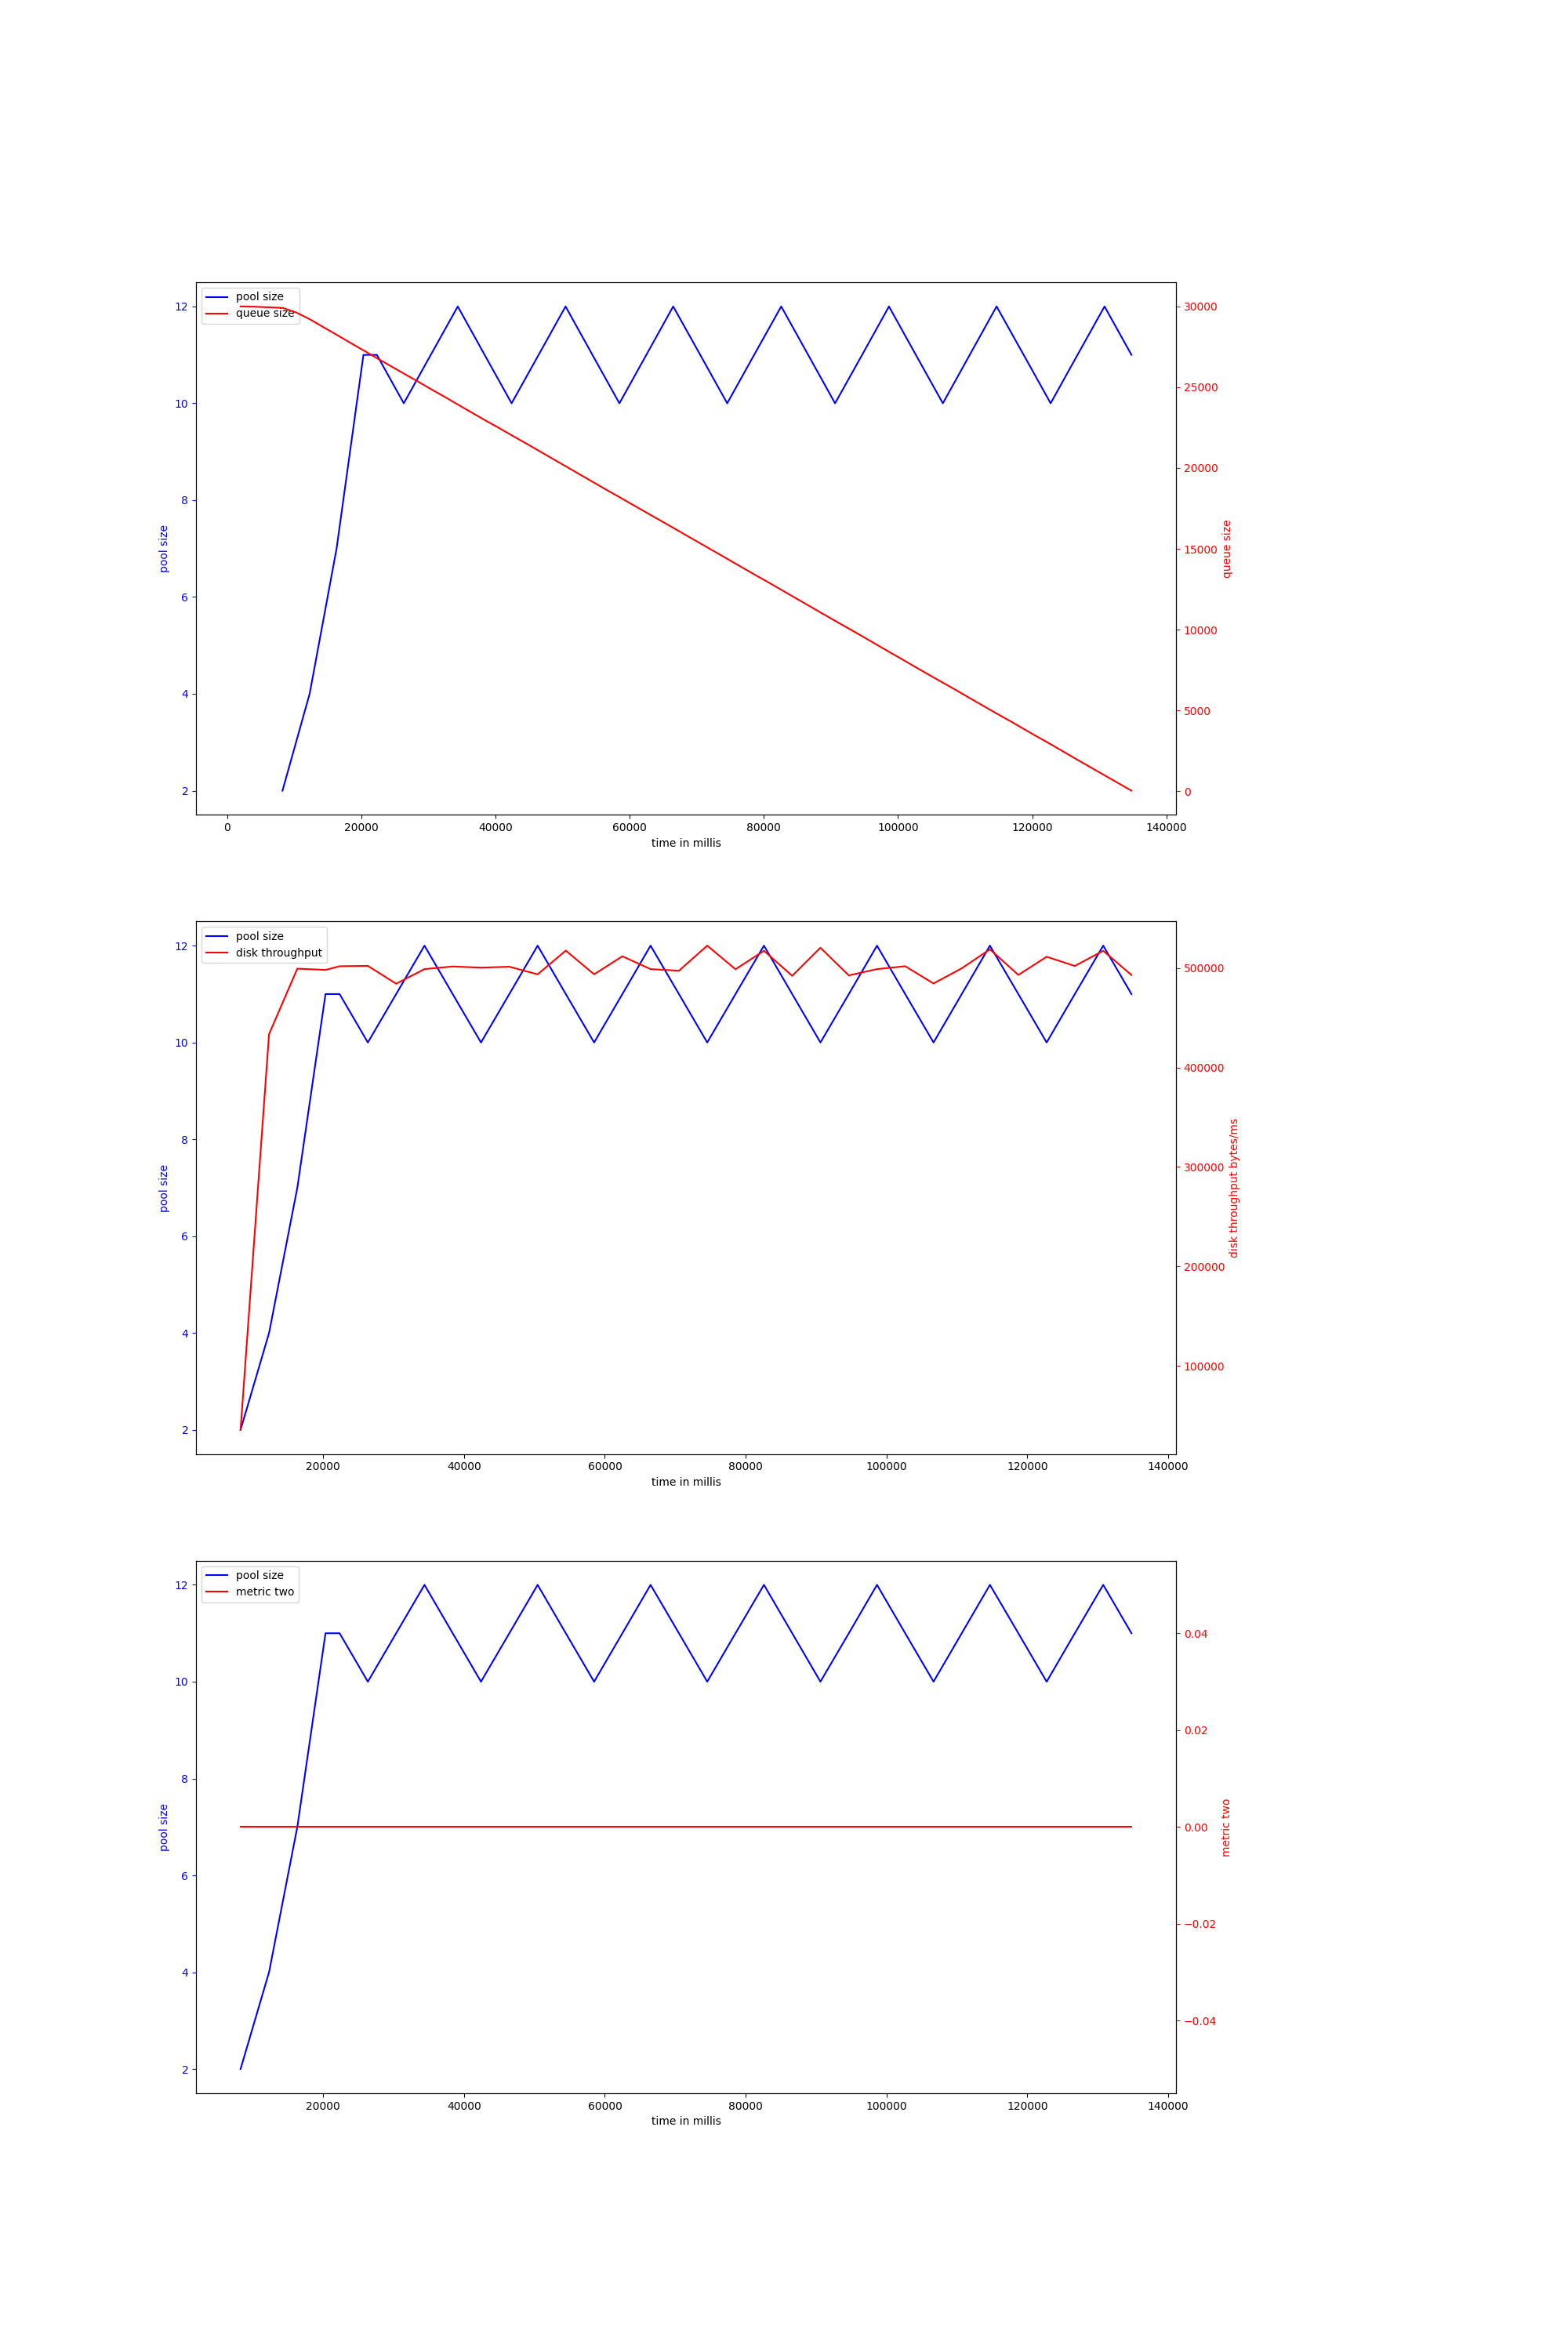 pool size
queue size
12
10
8
6
4
2
pool size
30000
25000
20000
15000
10000
5000
0
queue size
0 20000 40000 60000 80000 100000 120000 140000
time in millis
pool size
disk throughput
12
10
8
6
4
2
pool size
500000
400000
300000
200000
100000
disk throughput bytes/ms
20000 40000 60000 80000 100000 120000 140000
time in millis
pool size
metric two
12
10
8
6
4
2
pool size
0.04
0.02
0.00
−0.02
−0.04
metric two
20000 40000 60000 80000 100000 120000 140000
time in millis